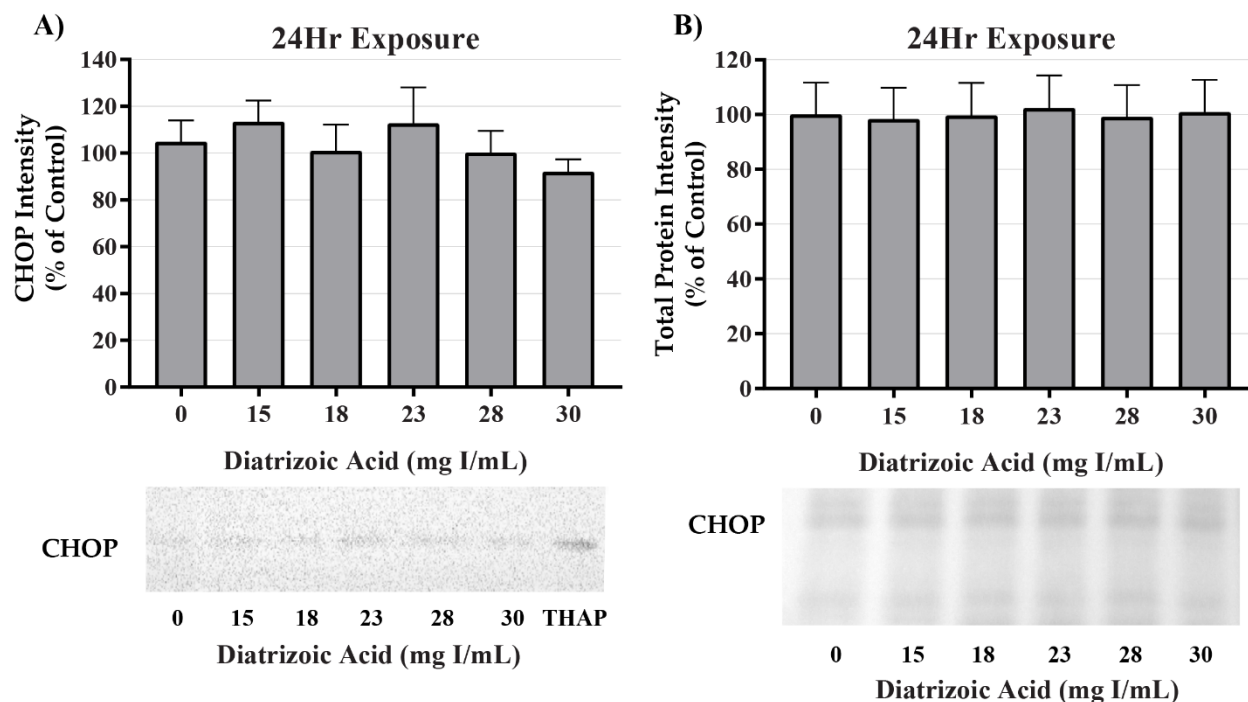 A)
24Hr Exposure
CHOP Intensity
(% of Control)
140
120
100
80
60
40
20
0
0 15 18 23 28 30
Diatrizoic Acid (mg I/mL)
CHOP
0 15 18 23 28 30 THAP
Diatrizoic Acid (mg I/mL)
B)
24Hr Exposure
Total Protein Intensity
(% of Control)
120
100
80
60
40
20
0
0 15 18 23 28 30
Diatrizoic Acid (mg I/mL)
CHOP
0 15 18 23 28 30
Diatrizoic Acid (mg I/mL)